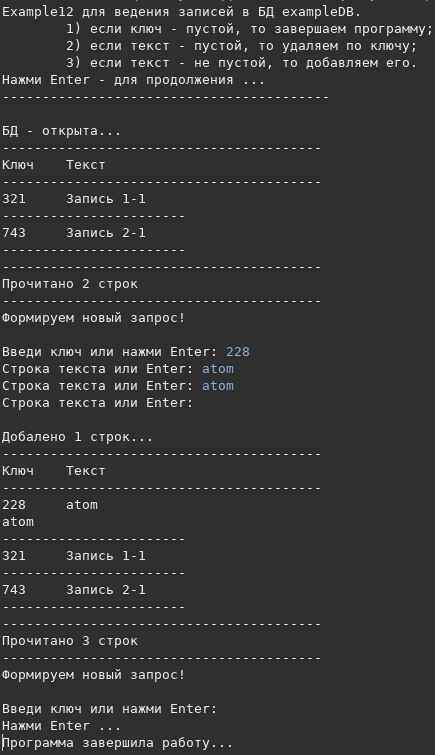 Example12 для ведения записей в БД exampleDB.
1) если ключ - пустой, то завершаем программу;
2) если текст - пустой, то удаляем по ключу;
3) если текст - не пустой, то добавляем его.
Нажми Enter - для продолжения ...
-----------------------------------------
БД - открыта...
----------------------------------------
Ключ    Текст
----------------------------------------
321     Запись 1-1
-----------------------
743     Запись 2-1
-----------------------
----------------------------------------
Прочитано 2 строк
----------------------------------------
Формируем новый запрос!
Введи ключ или нажми Enter: 228
Строка текста или Enter: atom
Строка текста или Enter: atom
Строка текста или Enter:
Добалено 1 строк...
----------------------------------------
Ключ    Текст
----------------------------------------
228     atom
atom
-----------------------
321     Запись 1-1
-----------------------
743     Запись 2-1
-----------------------
----------------------------------------
Прочитано 3 строк
----------------------------------------
Формируем новый запрос!
Введи ключ или нажми Enter:
Нажми Enter ...
Программа завершила работу...